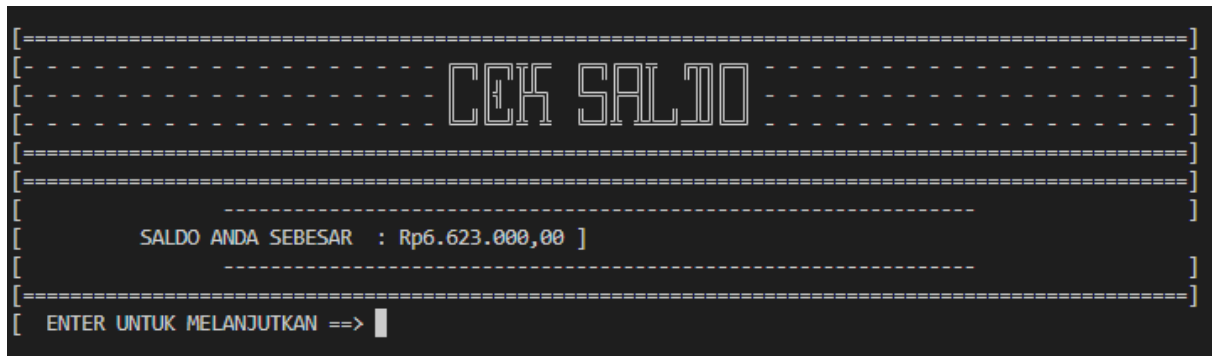 CEK SALDO
SALDO ANDA SEBESAR : Rp6.623.000,00 ]
ENTER UNTUK MELANJUTKAN ==>